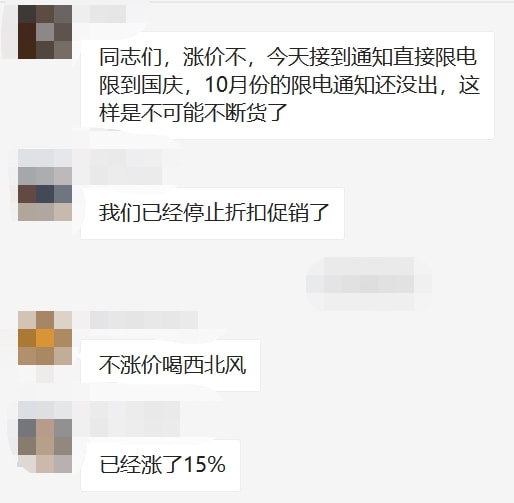 同志们，涨价不，今天接到通知直接限电
限到国庆，10月份的限电通知还没出，这
样是不可能不断货了
我们已经停止折扣促销了
不涨价喝西北风
已经涨了15%